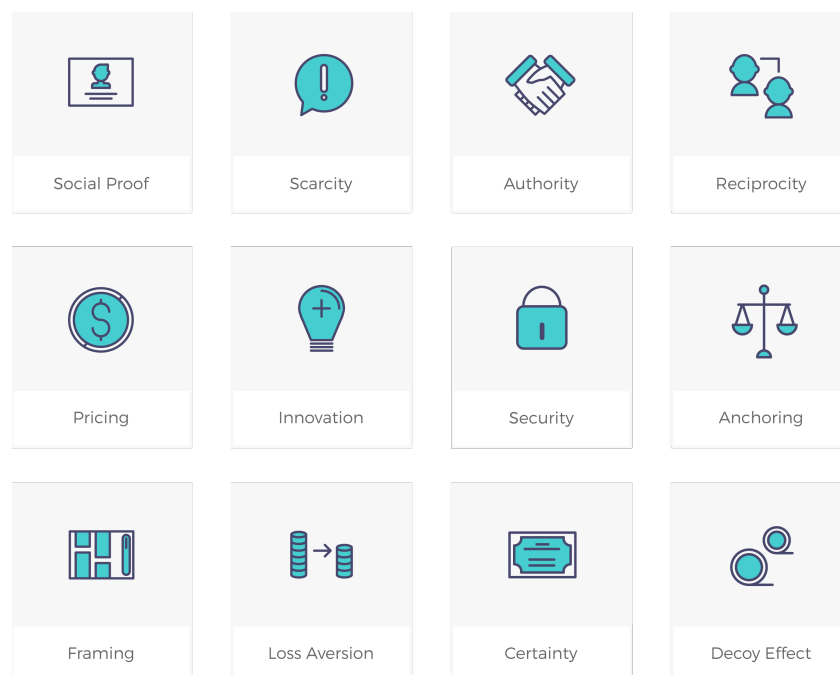 Social Proof
Scarcity
Authority
Reciprocity
Pricing
Innovation
Security
Anchoring
Framing
Loss Aversion
Certainty
Decoy Effect